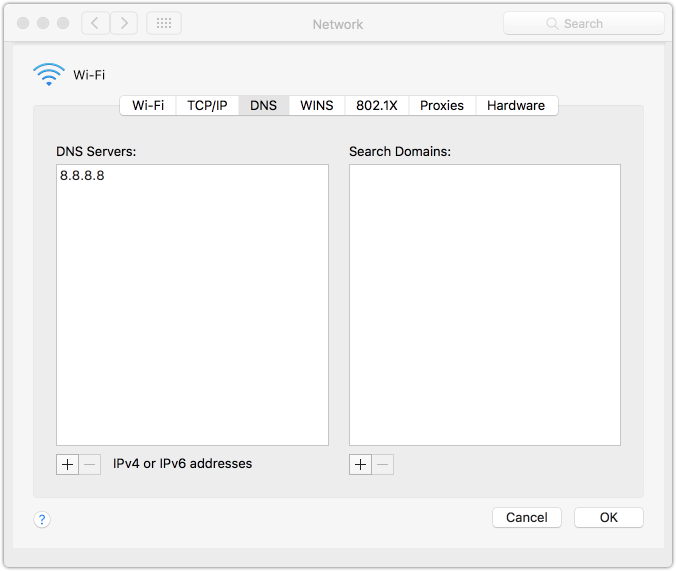 Network
Search
Wi-Fi
Wi-Fi TCP/IP DNS WINS 802.1X Proxies Hardware
DNS Servers: Search Domains:
8.8.8.8
+ − IPv4 or IPv6 addresses + −
? Cancel OK